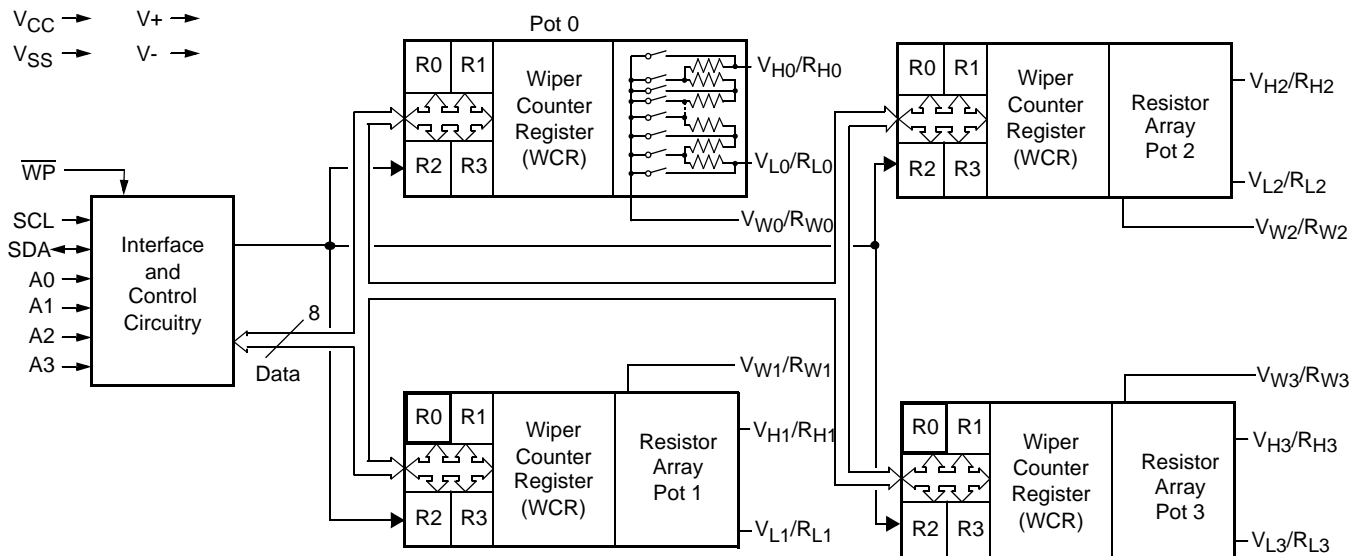 VCC V+
VSS V-
Pot 0
R0 R1
R2 R3
Wiper
Counter
Register
(WCR)
VH0/RH0
VL0/RL0
VW0/RW0
R0 R1
R2 R3
Wiper
Counter
Register
(WCR)
Resistor
Array
Pot 2
VH2/RH2
VL2/RL2
VW2/RW2
WP
SCL
SDA
A0
A1
A2
A3
Interface
and
Control
Circuitry
8
Data
R0 R1
R2 R3
Wiper
Counter
Register
(WCR)
Resistor
Array
Pot 1
VW1/RW1
VH1/RH1
VL1/RL1
R0 R1
R2 R3
Wiper
Counter
Register
(WCR)
Resistor
Array
Pot 3
VW3/RW3
VH3/RH3
VL3/RL3